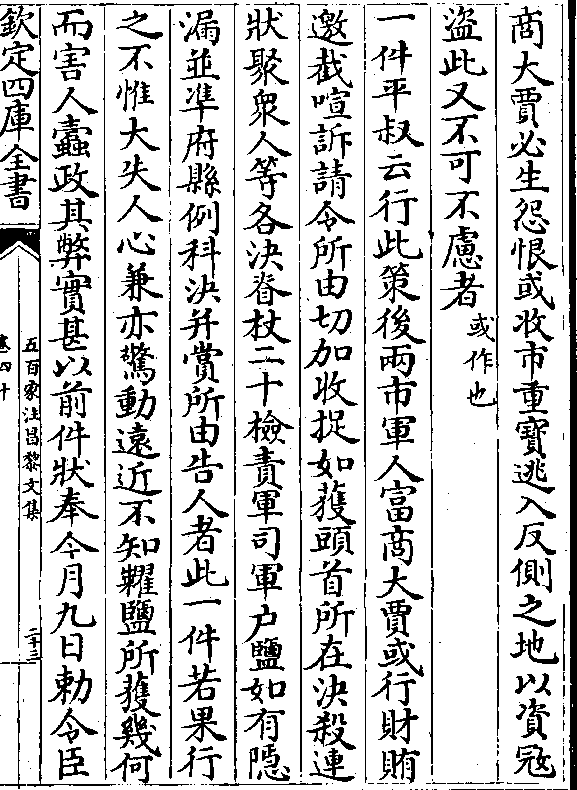 商大賈必生怨恨或收市重寳逃入反側之地以資冦
盜此又不可不慮者或作也
一件平叔云行此策後兩市軍人富商大賈或行財賄
邀截喧訴請令所由切加收捉如獲頭首所在決殺連
狀聚衆人等各決脊杖二十檢責軍司軍户鹽如有隠
漏並准府縣例科決并賞所由告人者此一件若果行
之不惟大失人心兼亦驚動遠近不知糶鹽所獲幾何
而害人蠧政其弊實甚以前件狀奉今月九日勅令臣
欽定四庫全書
五百家注昌黎文集
卷四十
二十三